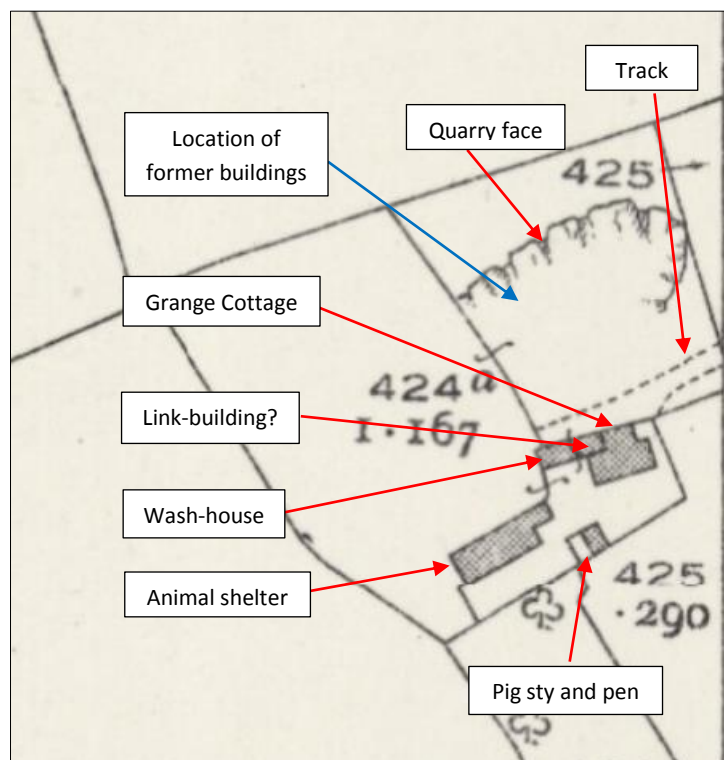 Track
Location of
former buildings
Quarry face
425
Grange Cottage
424a
1.167
Link-building?
Wash-house
Animal shelter
425
.290
Pig sty and pen